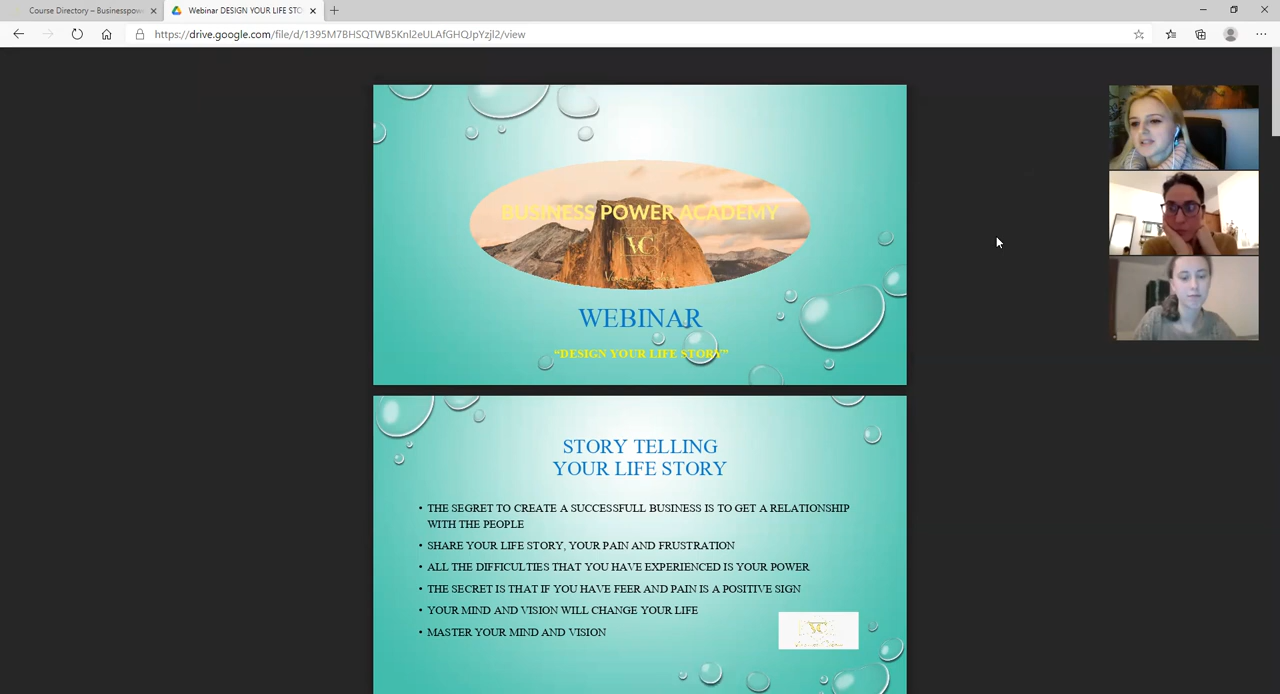 Course Directory – Businesspow
Webinar DESIGN YOUR LIFE STO
https://drive.google.com/file/d/1395M7BHSQTWB5Knl2eULAfGHQJpYzjl2/view
BUSINESS POWER ACADEMY
VC
WEBINAR
“DESIGN YOUR LIFE STORY”
STORY TELLING
YOUR LIFE STORY
• THE SEGRET TO CREATE A SUCCESSFULL BUSINESS IS TO GET A RELATIONSHIP
WITH THE PEOPLE
• SHARE YOUR LIFE STORY, YOUR PAIN AND FRUSTRATION
• ALL THE DIFFICULTIES THAT YOU HAVE EXPERIENCED IS YOUR POWER
• THE SECRET IS THAT IF YOU HAVE FEER AND PAIN IS A POSITIVE SIGN
• YOUR MIND AND VISION WILL CHANGE YOUR LIFE
• MASTER YOUR MIND AND VISION
VC